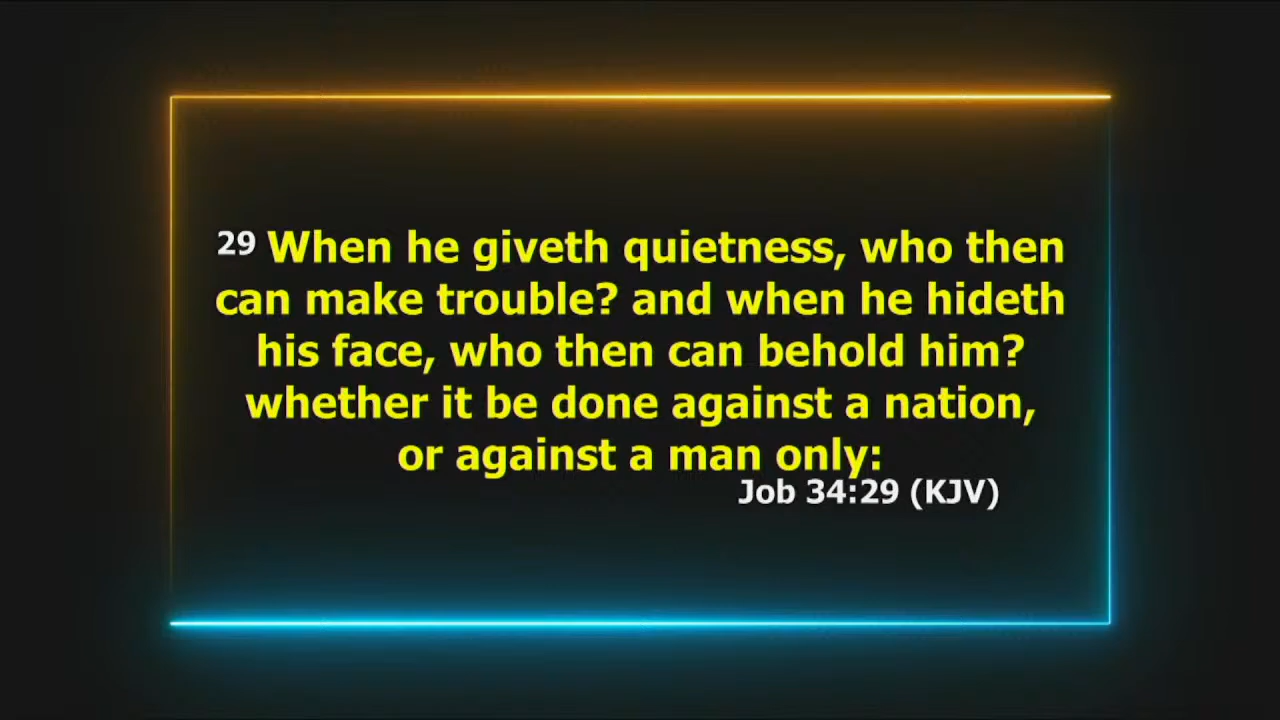 29 When he giveth quietness, who then
can make trouble? and when he hideth
his face, who then can behold him?
whether it be done against a nation,
or against a man only:
Job 34:29 (KJV)